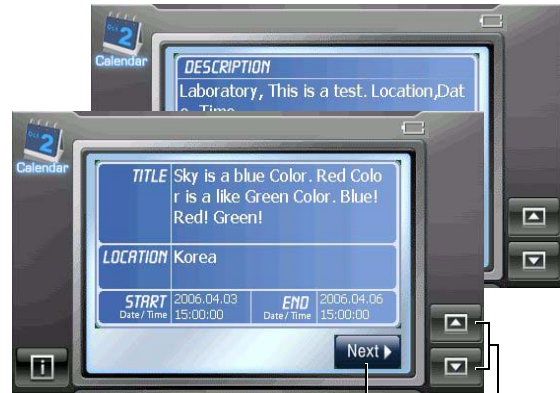 Oct
2
Calendar
DESCRIPTION
Laboratory, This is a test. Location,Dat
e, Time
Oct
2
Calendar
TITLE
Sky is a blue Color. Red Colo
r is a like Green Color. Blue!
Red! Green!
LOCATION
Korea
START
Date/Time
2006.04.03
15:00:00
END
Date/Time
2006.04.06
15:00:00
Next
i